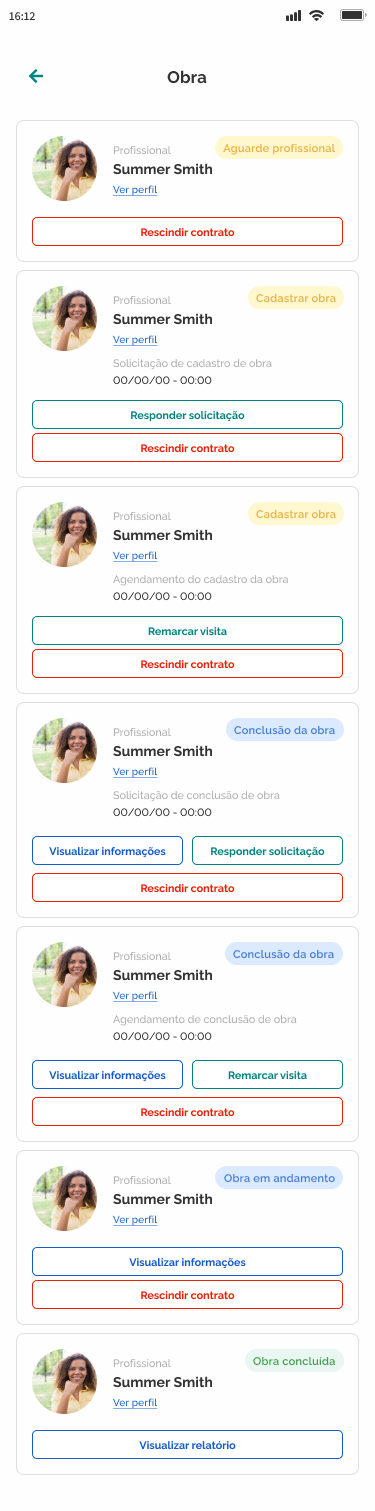 16:12
Obra
Profissional
Aguarde profissional
Summer Smith
Ver perfil
Rescindir contrato
Profissional
Cadastrar obra
Summer Smith
Ver perfil
Solicitação de cadastro de obra
00/00/00 - 00:00
Responder solicitação
Rescindir contrato
Profissional
Cadastrar obra
Summer Smith
Ver perfil
Agendamento do cadastro da obra
00/00/00 - 00:00
Remarcar visita
Rescindir contrato
Profissional
Conclusão da obra
Summer Smith
Ver perfil
Solicitação de conclusão de obra
00/00/00 - 00:00
Visualizar informações
Responder solicitação
Rescindir contrato
Profissional
Conclusão da obra
Summer Smith
Ver perfil
Agendamento de conclusão de obra
00/00/00 - 00:00
Visualizar informações
Remarcar visita
Rescindir contrato
Profissional
Obra em andamento
Summer Smith
Ver perfil
Visualizar informações
Rescindir contrato
Profissional
Obra concluída
Summer Smith
Ver perfil
Visualizar relatório